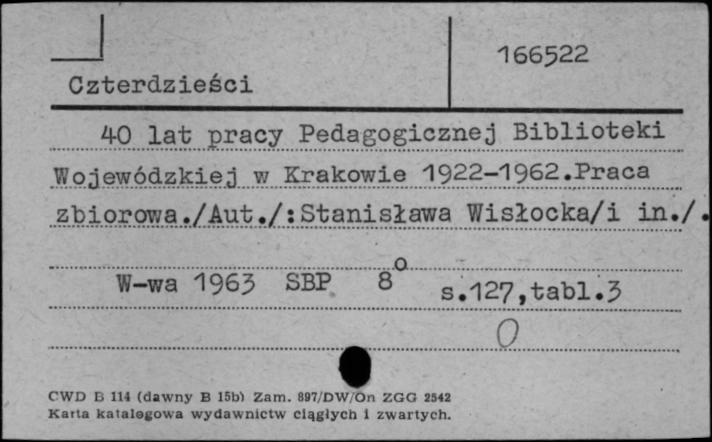 166522
Czterdzieści
40 lat pracy Pedagogicznej Biblioteki
Wojewódzkiej w Krakowie 1922-1962.Praca
zbiorowa./Aut./:Stanisława Wisłocka/i in./.
W-wa 1963 SBP 8o s.127,tabl.3
0
CWD B 114 (dawny B 15b) Zam. 897/DW/On ZGG 2542
Karta katalogowa wydawnictw ciągłych i zwartych.